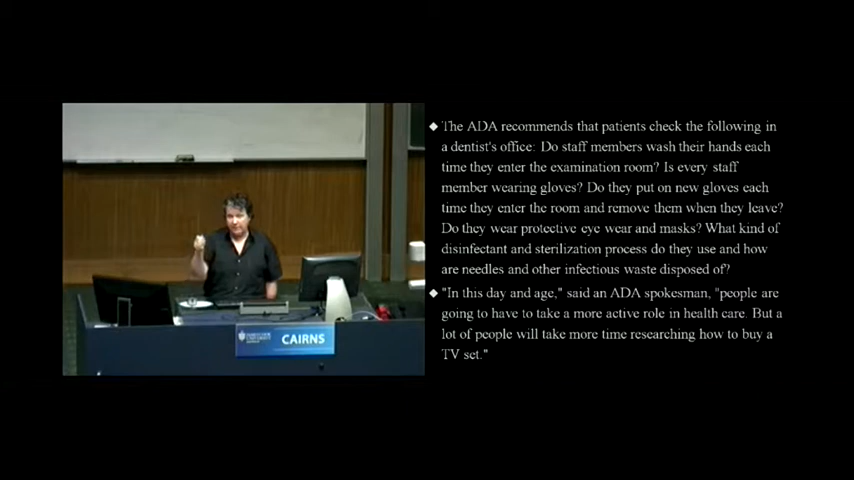 ◆ The ADA recommends that patients check the following in
a dentist's office: Do staff members wash their hands each
time they enter the examination room? Is every staff
member wearing gloves? Do they put on new gloves each
time they enter the room and remove them when they leave?
Do they wear protective eye wear and masks? What kind of
disinfectant and sterilization process do they use and how
are needles and other infectious waste disposed of?
◆ "In this day and age," said an ADA spokesman, "people are
going to have to take a more active role in health care. But a
lot of people will take more time researching how to buy a
TV set."
CAIRNS